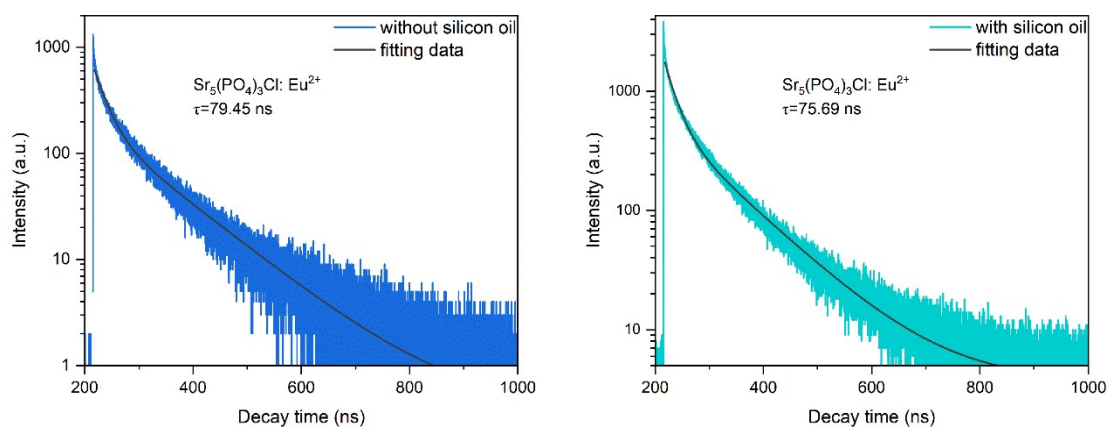 without silicon oil
fitting data
Sr₅(PO₄)₃Cl: Eu²⁺
τ=79.45 ns
1000
100
10
1
Intensity (a.u.)
200
400
600
800
1000
Decay time (ns)
with silicon oil
fitting data
Sr₅(PO₄)₃Cl: Eu²⁺
τ=75.69 ns
1000
100
10
Intensity (a.u.)
200
400
600
800
1000
Decay time (ns)